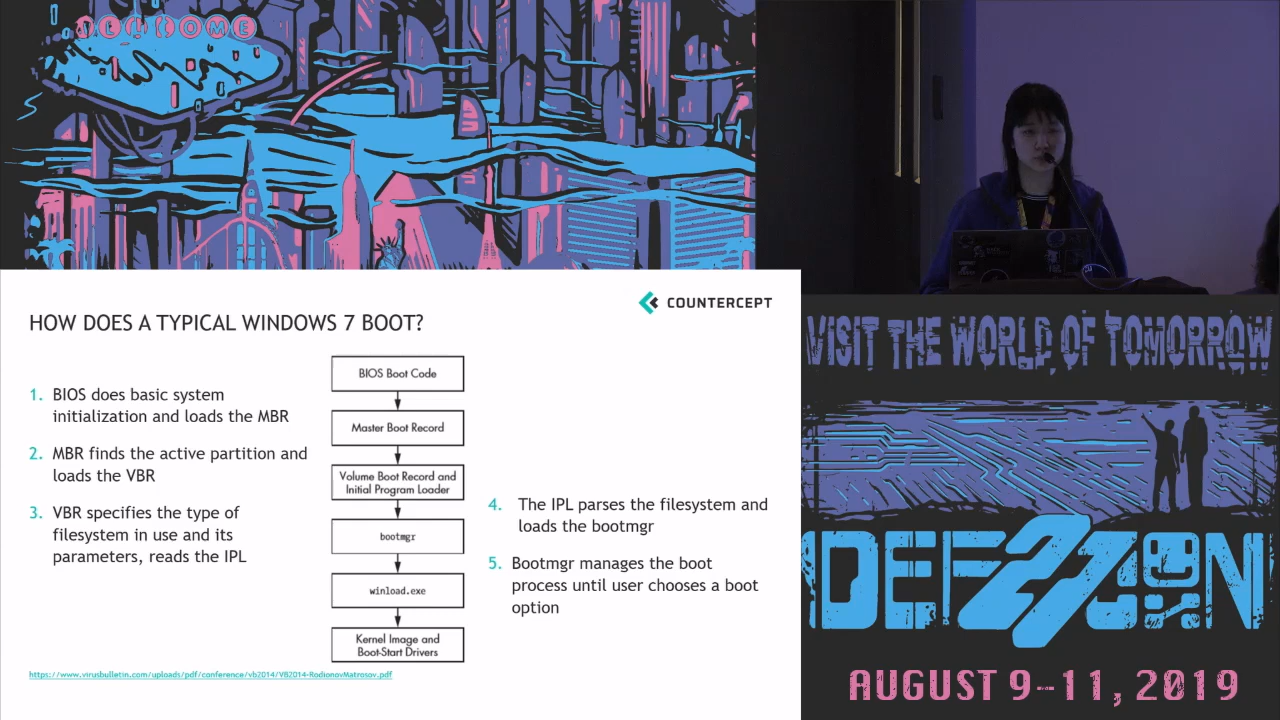 WELCOME
COUNTERCEPT
HOW DOES A TYPICAL WINDOWS 7 BOOT?
1. BIOS does basic system
initialization and loads the MBR
2. MBR finds the active partition and
loads the VBR
3. VBR specifies the type of
filesystem in use and its
parameters, reads the IPL
BIOS Boot Code
Master Boot Record
Volume Boot Record and
Initial Program Loader
bootmgr
winload.exe
Kernel Image and
Boot-Start Drivers
4. The IPL parses the filesystem and
loads the bootmgr
5. Bootmgr manages the boot
process until user chooses a boot
option
https://www.virusbulletin.com/uploads/pdf/conference/vb2014/VB2014-RodionovMatrosov.pdf
VISIT THE WORLD OF TOMORROW
DEF 27 CON
AUGUST 9-11, 2019